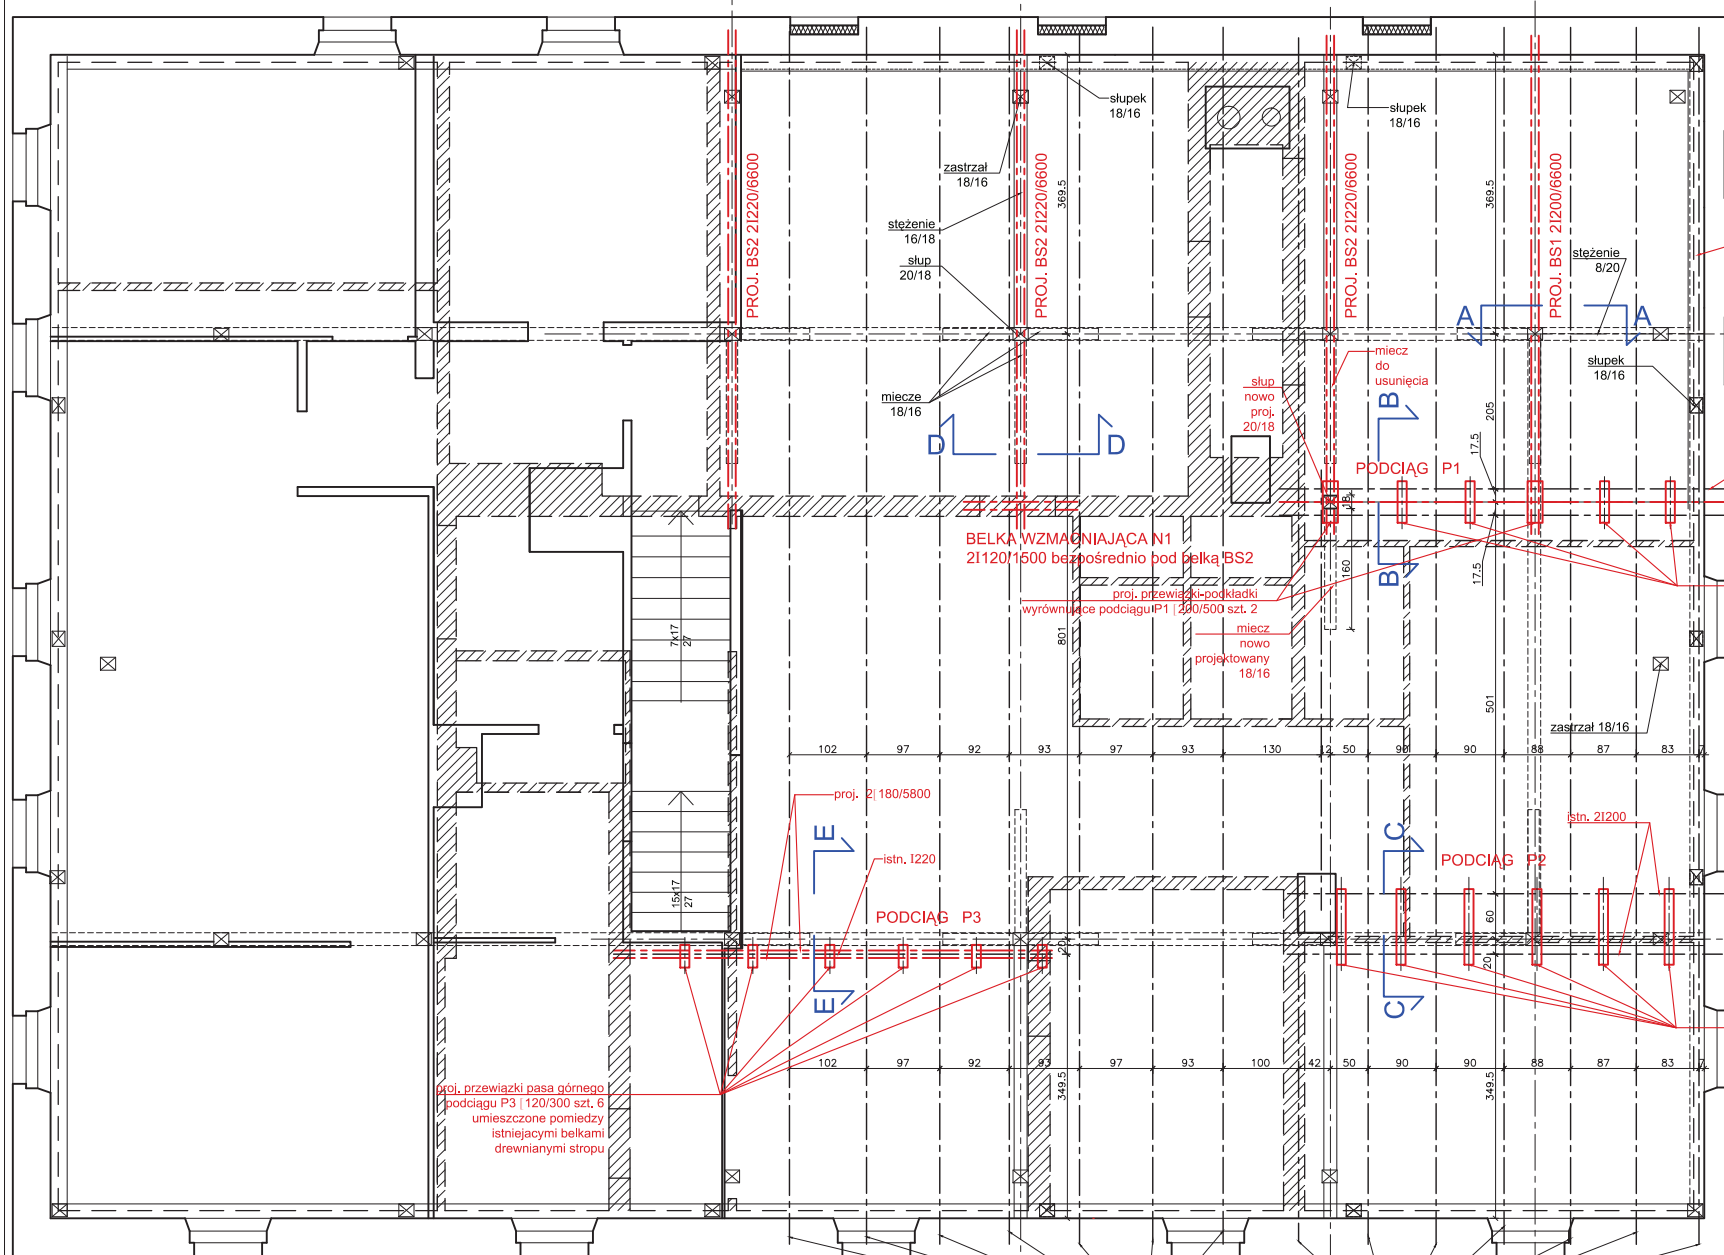 słupek
18/16
słupek
18/16
zastrzał
18/16
369.5
369.5
PROJ. BS2 2I220/6600
PROJ. BS2 2I220/6600
PROJ. BS2 2I220/6600
PROJ. BS1 2I200/6600
stężenie
16/18
słup
20/18
stężenie
8/20
A
A
miecz
do
usunięcia
słupek
18/16
słup
nowo
proj.
20/18
miecze
18/16
B
205
D
D
17.5
PODCIĄG P1
18
BELKA WZMACNIAJĄCA N1
2I120/1500 bezpośrednio pod belką BS2
B
160
17.5
proj. przewiązki-podkładki
wyrównujące podciągu P1 | 200/500 szt. 2
miecz
nowo
projektowany
18/16
7x17
27
801
501
zastrzał 18/16
102
97
92
93
97
93
130
12
50
90
90
88
87
83
7
proj. 2| 180/5800
istn. 2I200
E
C
istn. I220
PODCIĄG P2
15x17
27
PODCIĄG P3
60
20
20
E
C
102
97
92
93
97
93
100
42
50
90
90
88
87
83
7
349.5
349.5
proj. przewiązki pasa górnego
podciągu P3 | 120/300 szt. 6
umieszczone pomiedzy
istniejacymi belkami
drewnianymi stropu